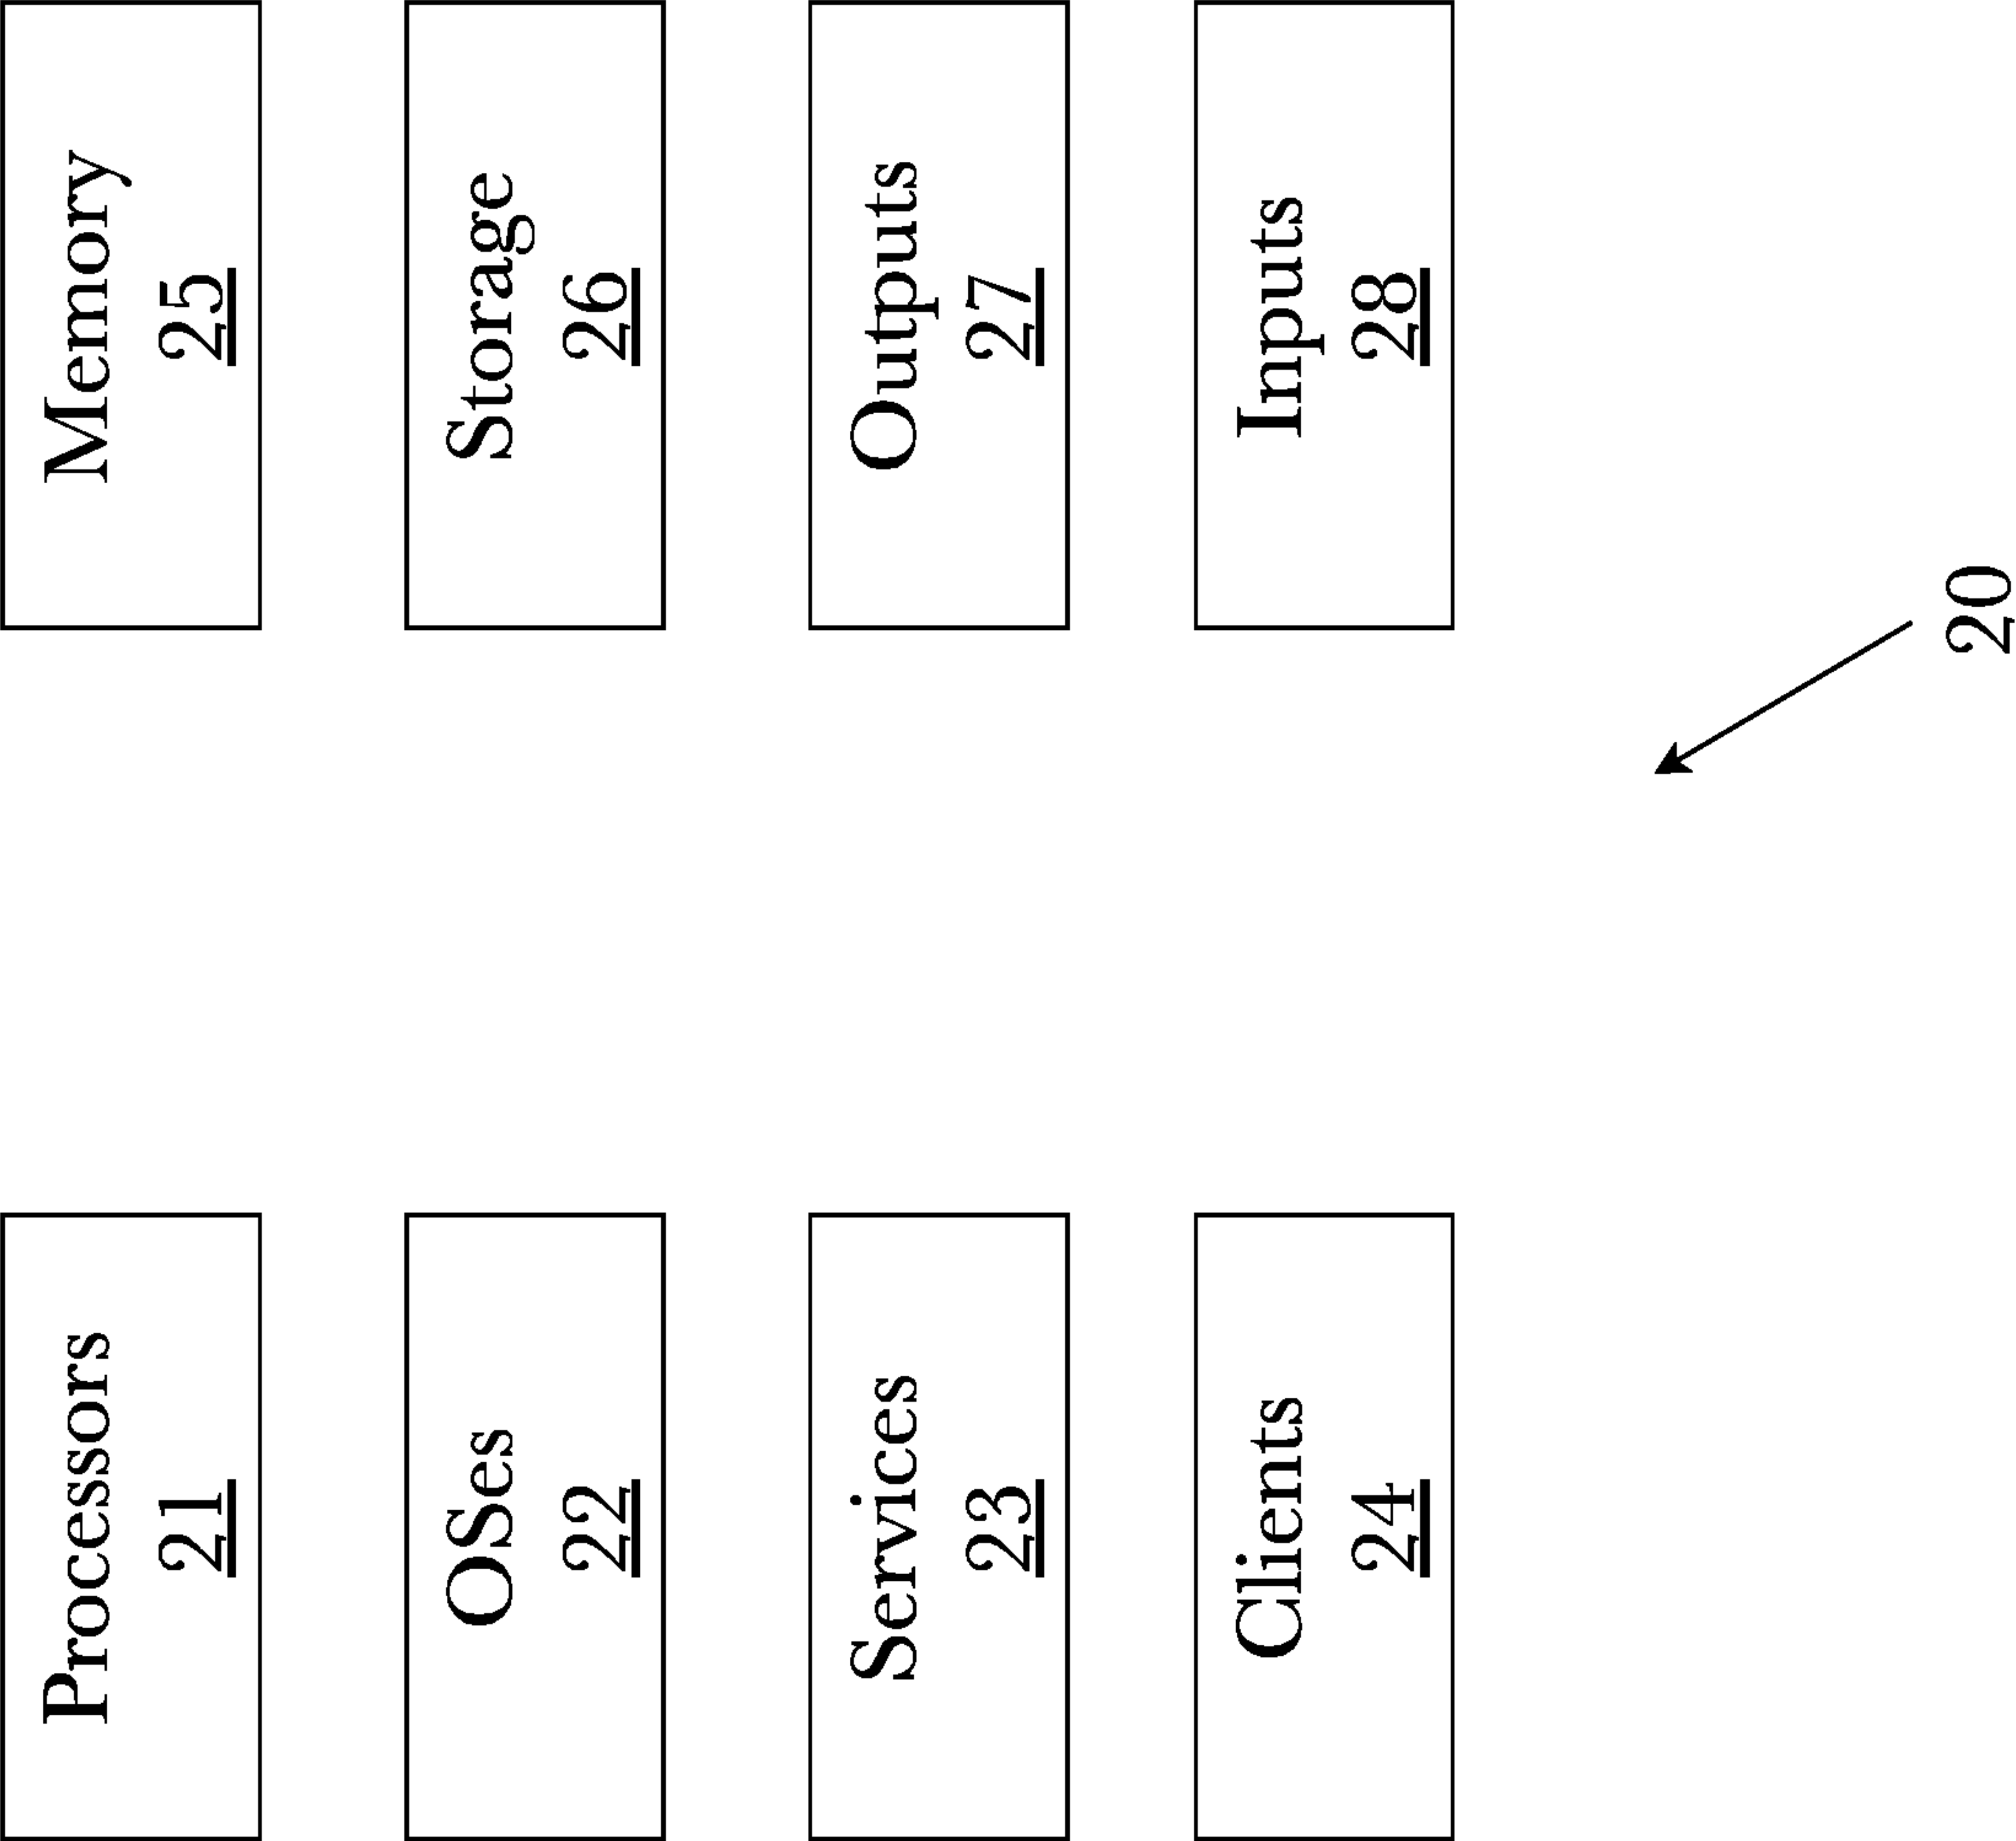 Processors
21
Memory
25
OSes
22
Storage
26
Services
23
Outputs
27
Clients
24
Inputs
28
20